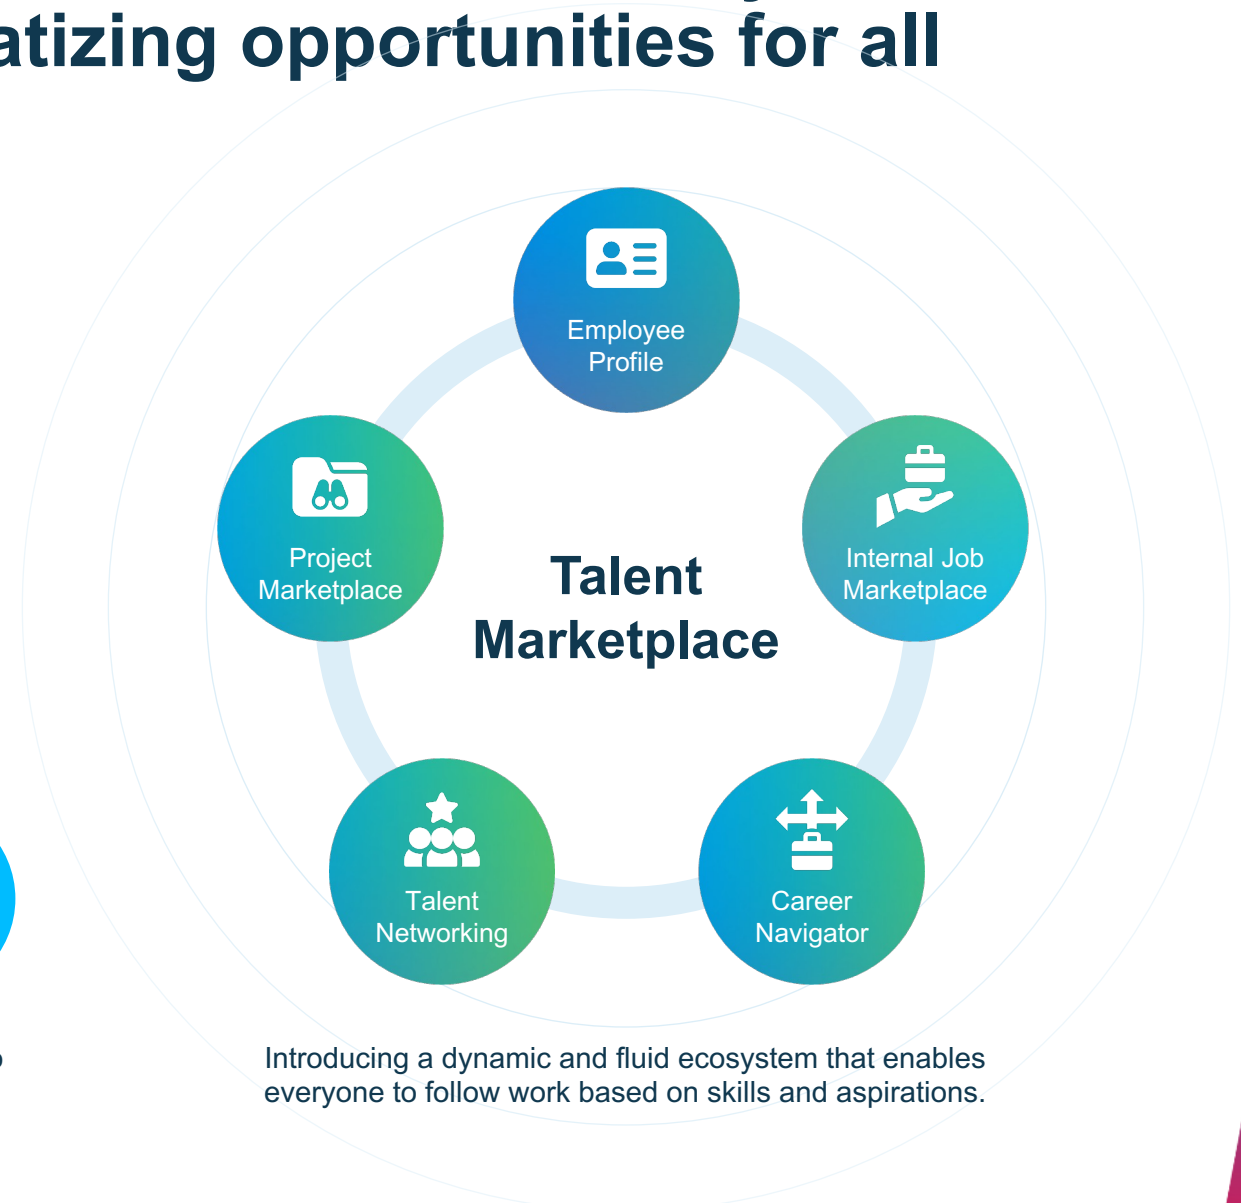 opportunities for all
Employee
Profile
Project
Marketplace
Internal Job
Marketplace
Talent
Marketplace
Talent
Networking
Career
Navigator
Introducing a dynamic and fluid ecosystem that enables
everyone to follow work based on skills and aspirations.